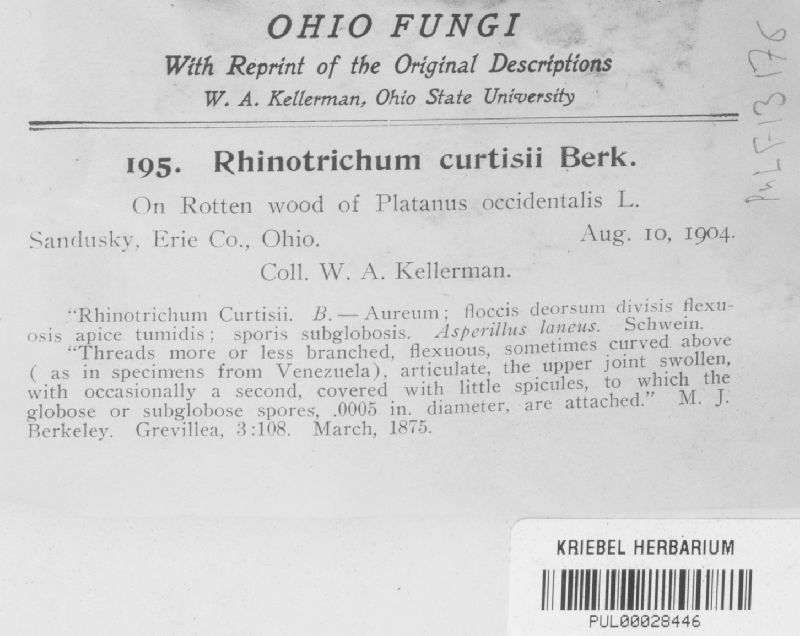 OHIO FUNGI
With Reprint of the Original Descriptions
W. A. Kellerman, Ohio State University
195. Rhinotrichum curtisii Berk.
On Rotten wood of Platanus occidentalis L.
Sandusky, Erie Co., Ohio. Aug. 10, 1904.
Coll. W. A. Kellerman.
"Rhinotrichum Curtisii. B.—Aureum; floccis deorsum divisis flexu-
osis apice tumidis; sporis subglobosis. Asperillus laneus. Schwein.
"Threads more or less branched, flexuous, sometimes curved above
( as in specimens from Venezuela), articulate, the upper joint swollen,
with occasionally a second, covered with little spicules, to which the
globose or subglobose spores, .0005 in. diameter, are attached." M. J.
Berkeley. Grevillea, 3:108. March, 1875.
KRIEBEL HERBARIUM
PUL00028446